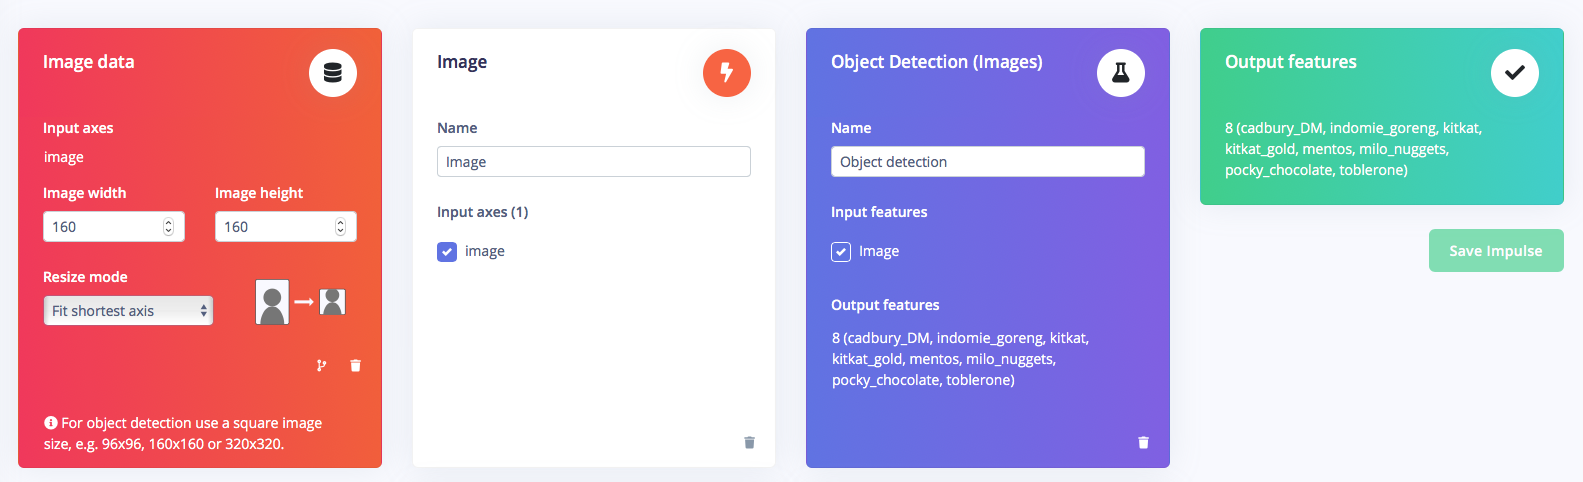 Image data
Input axes
image
Image width
Image height
160
160
Resize mode
Fit shortest axis
For object detection use a square image
size, e.g. 96x96, 160x160 or 320x320.
Image
Name
Image
Input axes (1)
image
Object Detection (Images)
Name
Object detection
Input features
Image
Output features
8 (cadbury_DM, indomie_goreng, kitkat,
kitkat_gold, mentos, milo_nuggets,
pocky_chocolate, toblerone)
Output features
8 (cadbury_DM, indomie_goreng, kitkat,
kitkat_gold, mentos, milo_nuggets,
pocky_chocolate, toblerone)
Save Impulse